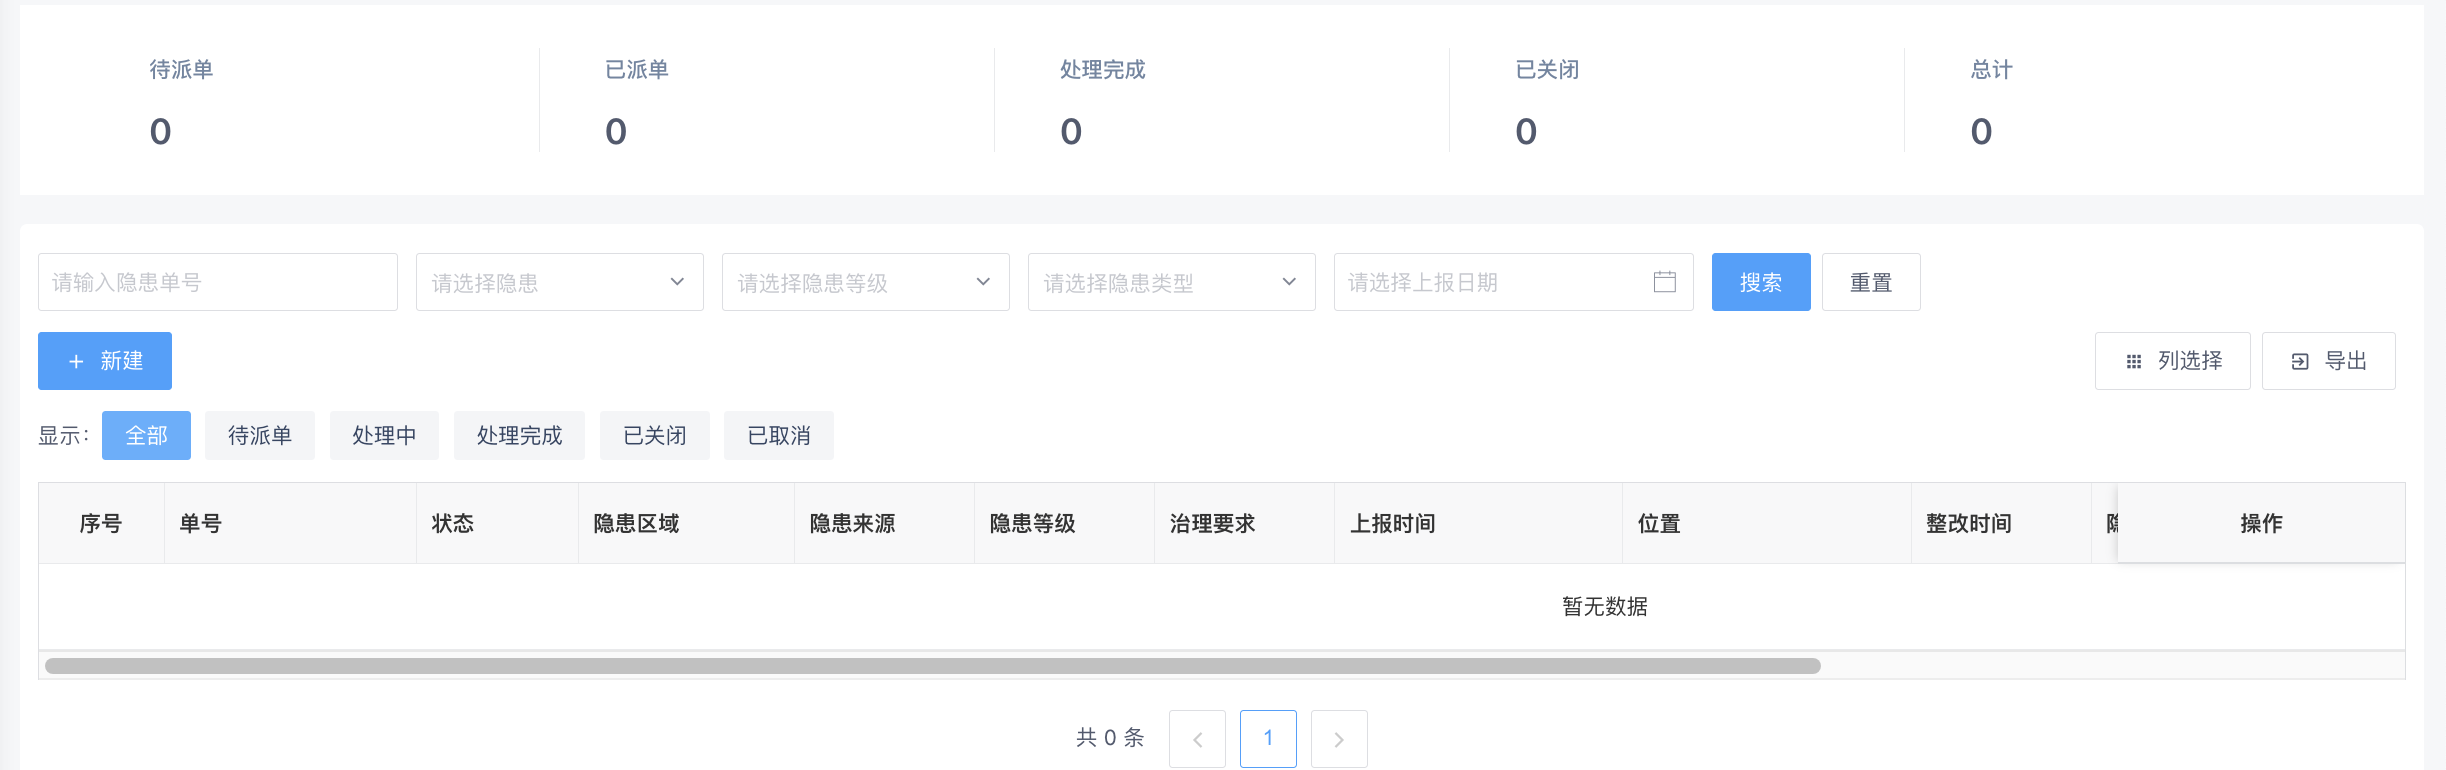 待派单 已派单 处理完成 已关闭 总计
0 0 0 0 0
请输入隐患单号 请选择隐患 请选择隐患等级 请选择隐患类型 请选择上报日期 搜索 重置
+ 新建 列选择 导出
显示: 全部 待派单 处理中 处理完成 已关闭 已取消
序号 单号 状态 隐患区域 隐患来源 隐患等级 治理要求 上报时间 位置 整改时间 操作
暂无数据
共 0 条 1